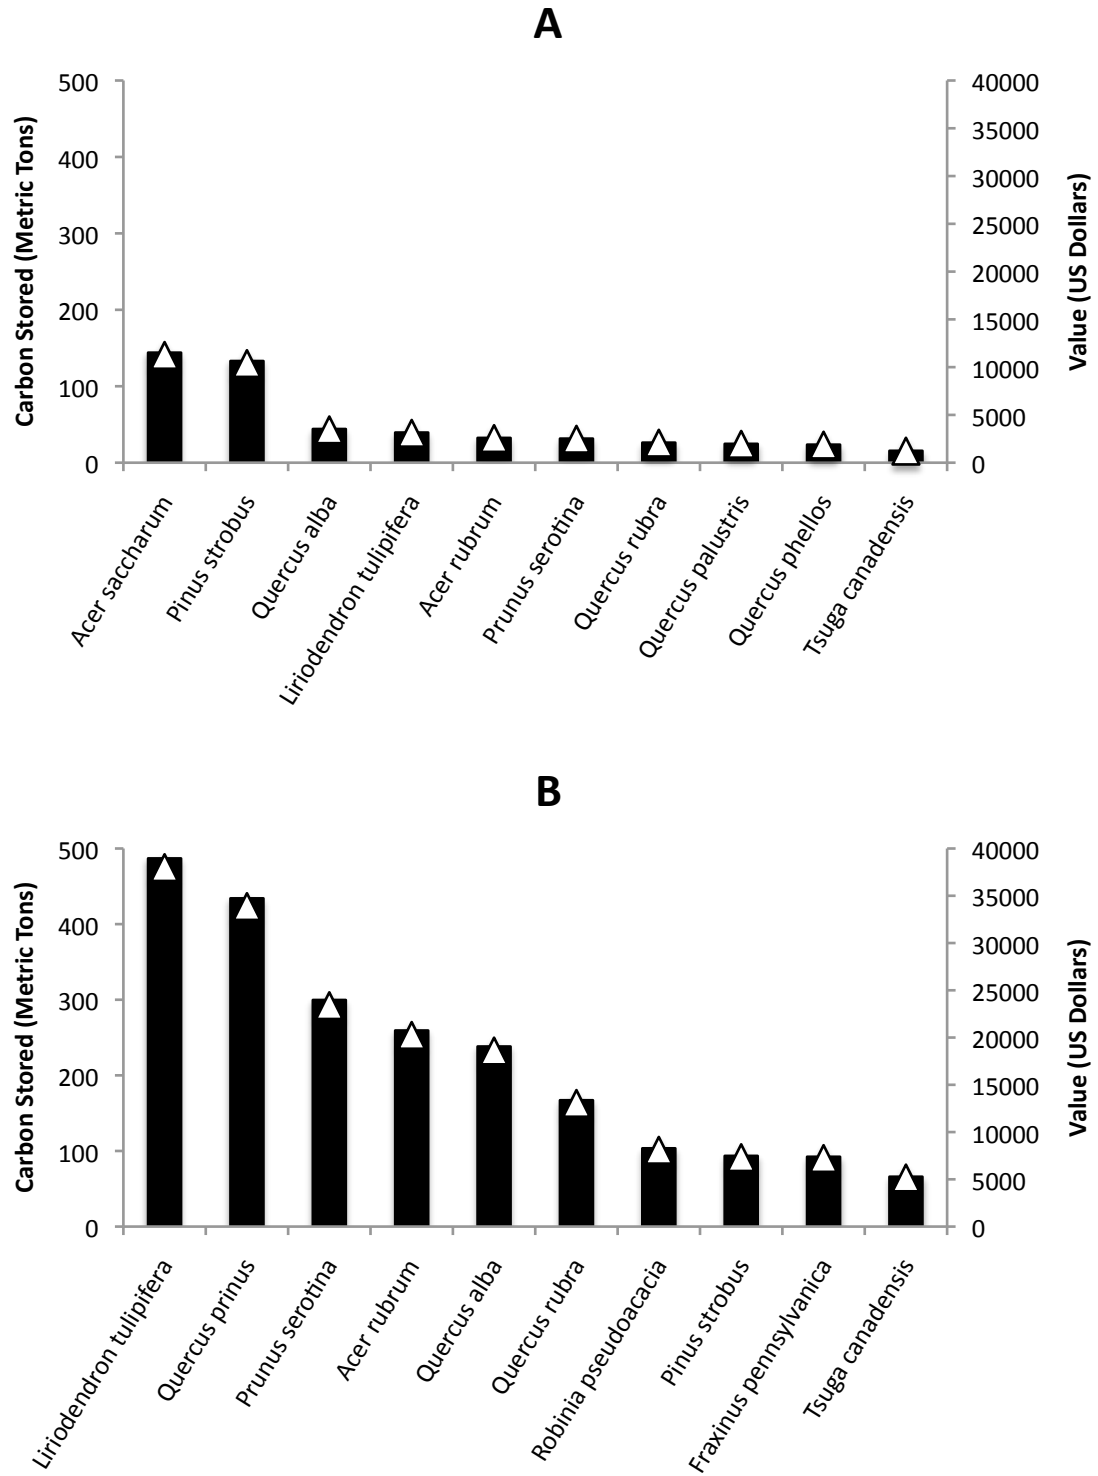 A
Carbon Stored (Metric Tons)
500
400
300
200
100
0
40000
35000
30000
25000
20000
15000
10000
5000
0
Value (US Dollars)
Acer saccharum
Pinus strobus
Quercus alba
Liriodendron tulipifera
Acer rubrum
Prunus serotina
Quercus rubra
Quercus palustris
Quercus phellos
Tsuga canadensis
B
Carbon Stored (Metric Tons)
500
400
300
200
100
0
40000
35000
30000
25000
20000
15000
10000
5000
0
Value (US Dollars)
Liriodendron tulipifera
Quercus prinus
Prunus serotina
Acer rubrum
Quercus alba
Quercus rubra
Robinia pseudoacacia
Pinus strobus
Fraxinus pennsylvanica
Tsuga canadensis